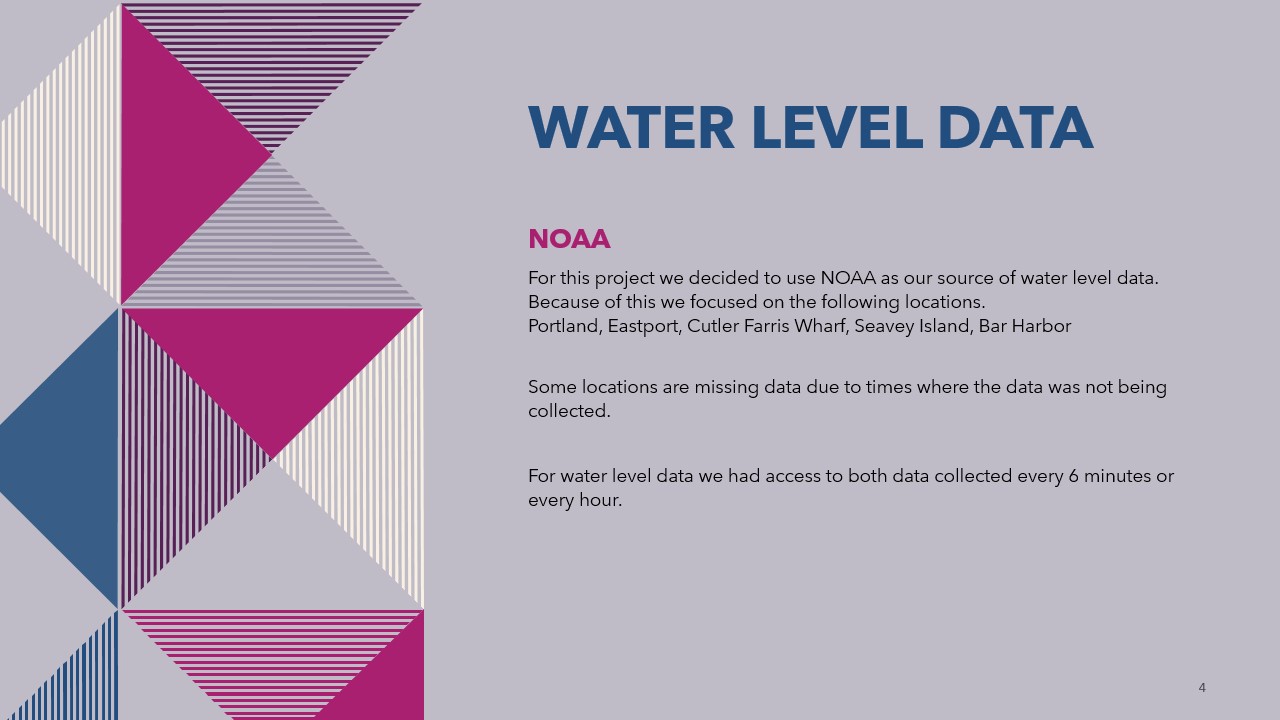 WATER LEVEL DATA
NOAA
For this project we decided to use NOAA as our source of water level data.
Because of this we focused on the following locations.
Portland, Eastport, Cutler Farris Wharf, Seavey Island, Bar Harbor
Some locations are missing data due to times where the data was not being
collected.
For water level data we had access to both data collected every 6 minutes or
every hour.
4